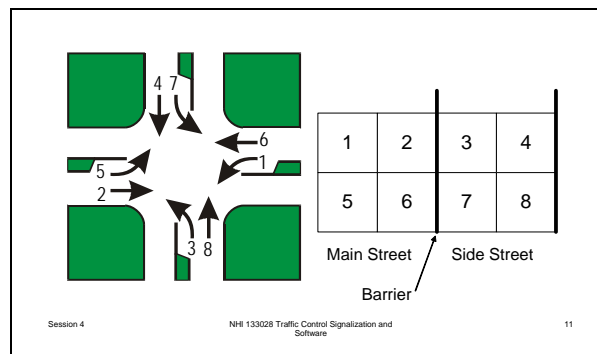 4 7
6
1
5
2
3 8
1 2 3 4
5 6 7 8
Main Street Side Street
Barrier
Session 4
NHI 133028 Traffic Control Signalization and
Software
11